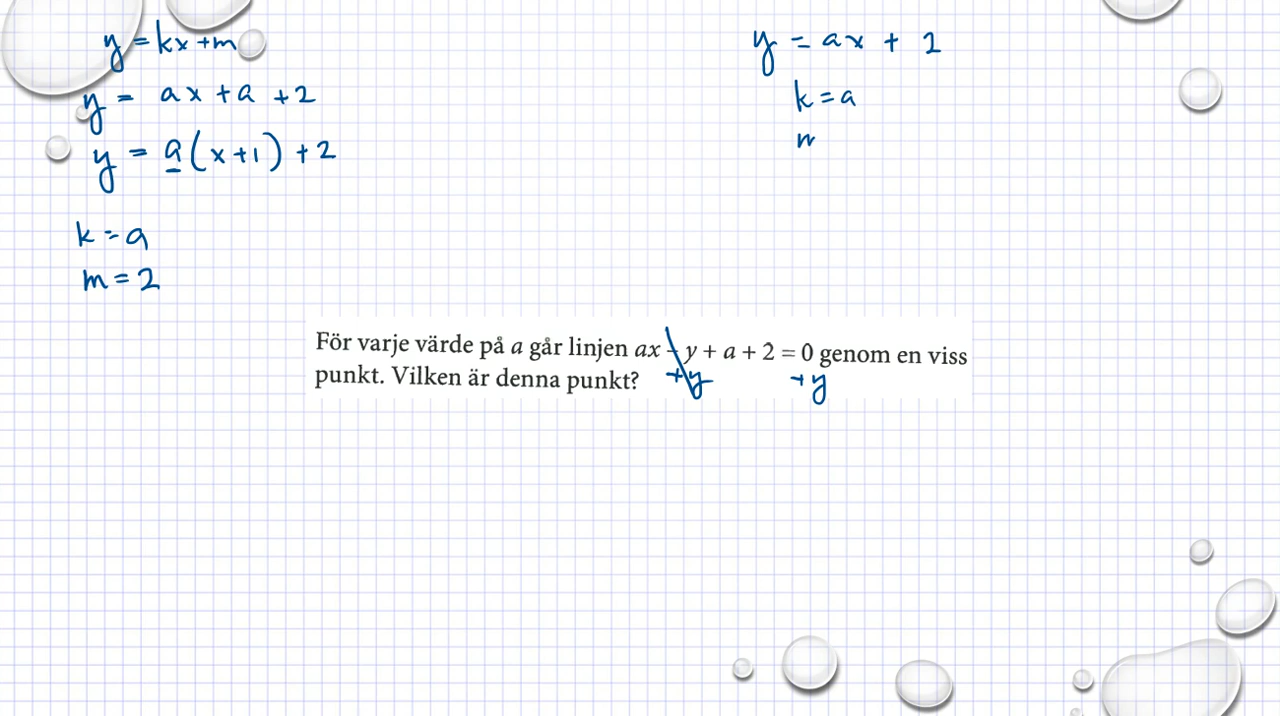 y = kx + m
y = ax + a + 2
y = a(x+1) + 2
k = a
m = 2
y = ax + 2
k = a
För varje värde på a går linjen ax - y + a + 2 = 0 genom en viss
punkt. Vilken är denna punkt?
+y +y